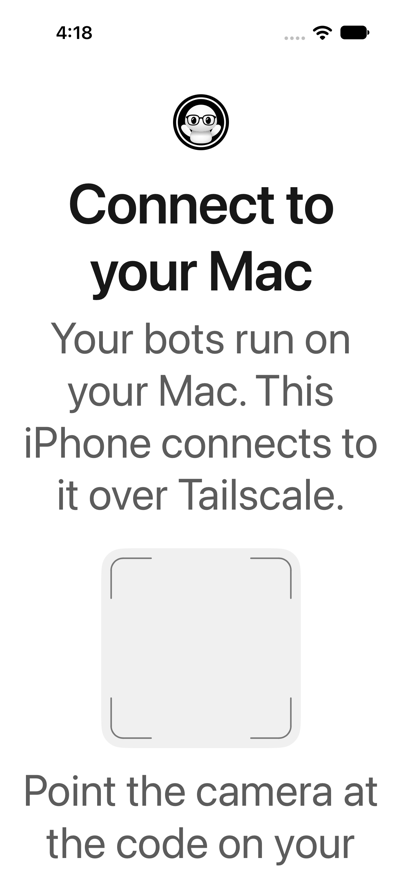 4:18
Connect to
your Mac
Your bots run on
your Mac. This
iPhone connects to
it over Tailscale.
Point the camera at
the code on your